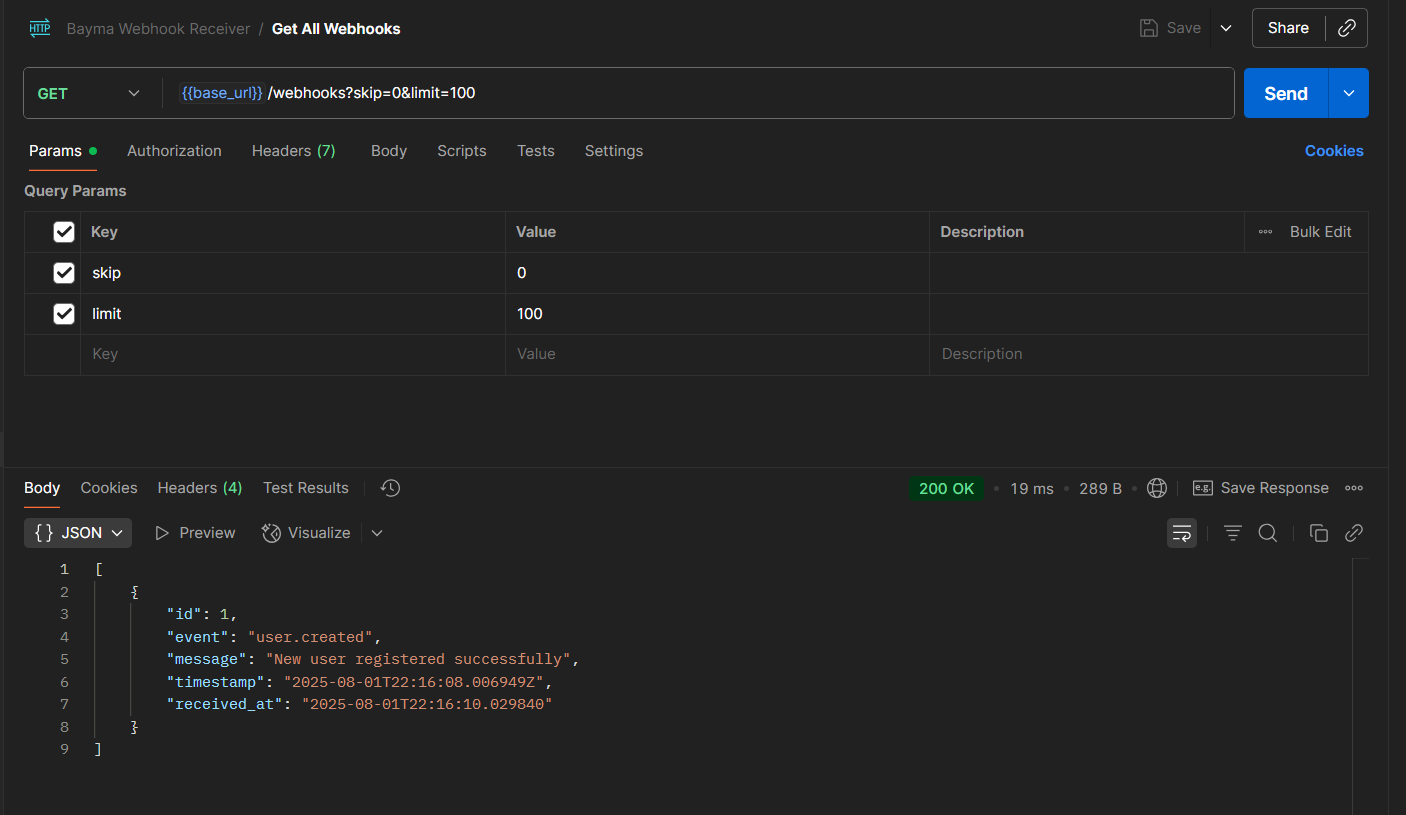 HTTP Bayma Webhook Receiver / Get All Webhooks Save Share
GET {{base_url}} /webhooks?skip=0&limit=100 Send
Params Authorization Headers (7) Body Scripts Tests Settings Cookies
Query Params
Key Value Description Bulk Edit
skip 0
limit 100
Key Value Description
Body Cookies Headers (4) Test Results 200 OK • 19 ms • 289 B • e.g. Save Response
{} JSON Preview Visualize
1 [
2 {
3 "id": 1,
4 "event": "user.created",
5 "message": "New user registered successfully",
6 "timestamp": "2025-08-01T22:16:08.006949Z",
7 "received_at": "2025-08-01T22:16:10.029840"
8 }
9 ]